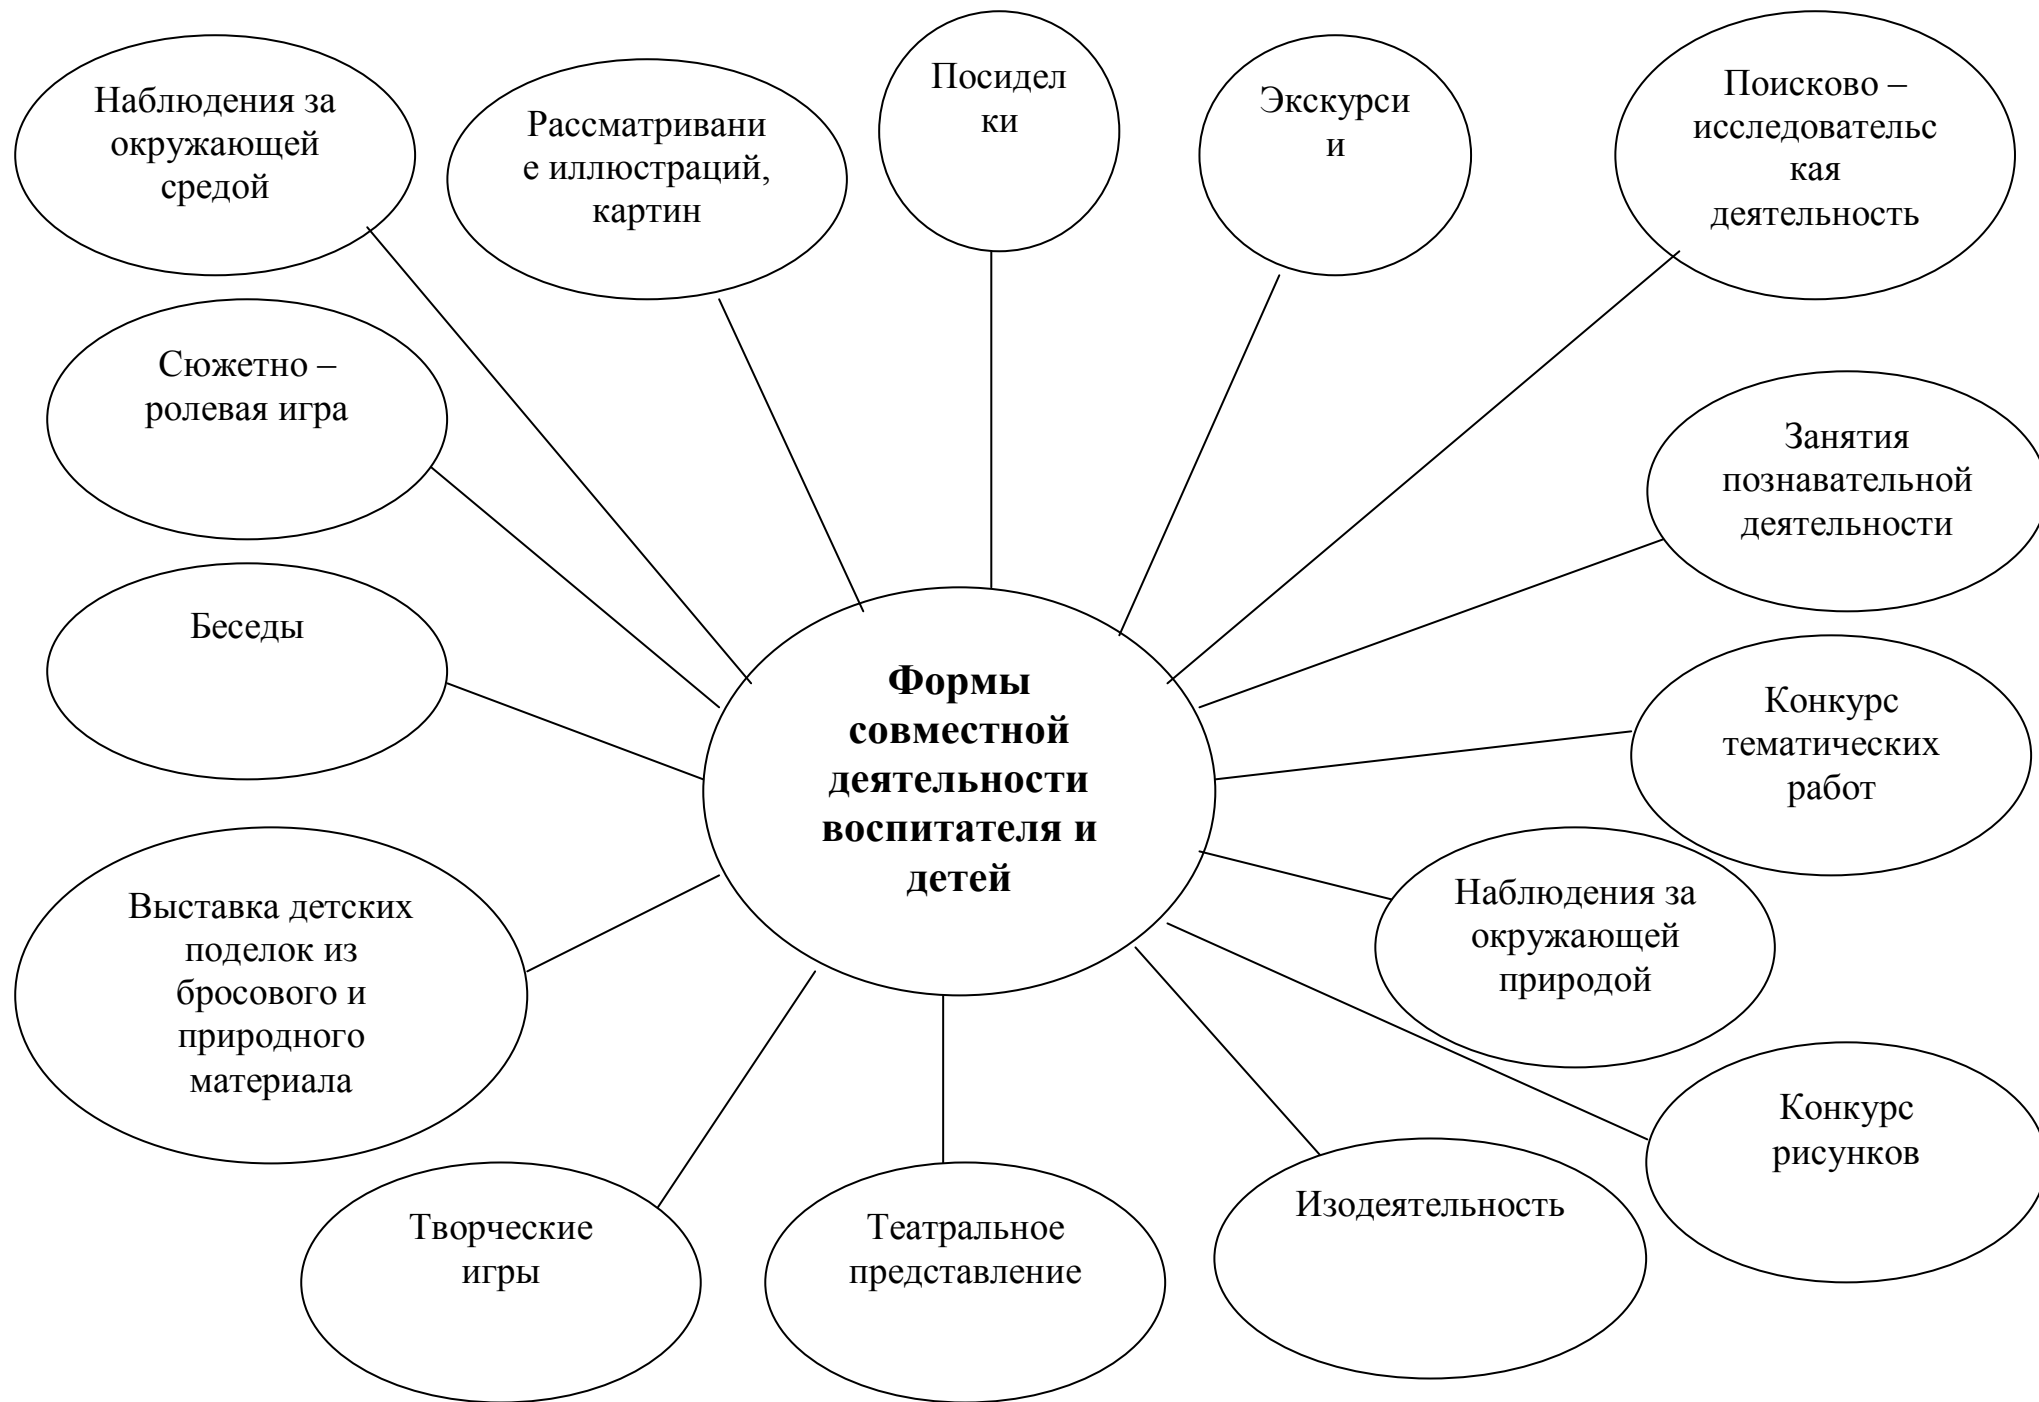 Наблюдения за
окружающей
средой
Рассматривани
е иллюстраций,
картин
Посидел
ки
Экскурси
и
Поисково –
исследовательс
кая
деятельность
Сюжетно –
ролевая игра
Занятия
познавательной
деятельности
Беседы
Формы
совместной
деятельности
воспитателя и
детей
Конкурс
тематических
работ
Выставка детских
поделок из
бросового и
природного
материала
Наблюдения за
окружающей
природой
Конкурс
рисунков
Творческие
игры
Театральное
представление
Изодеятельность